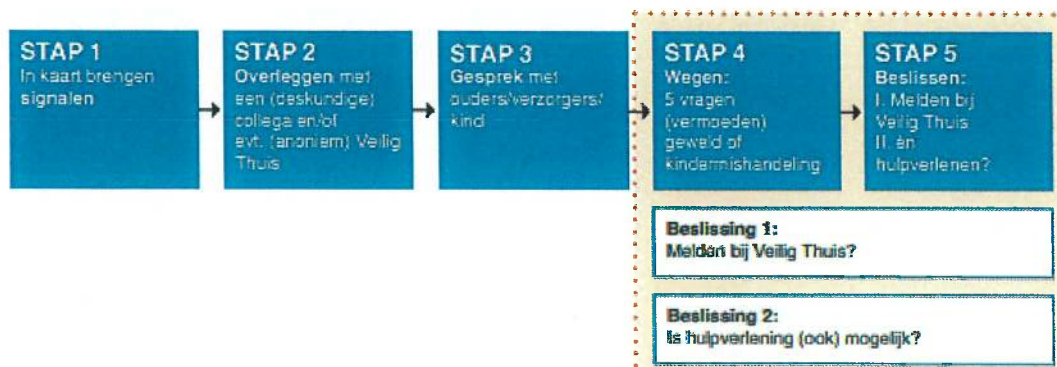 STAP 1
In kaart brengen
signalen
STAP 2
Overleggen met
een (deskundige)
collega en/of
evt. (anoniem) Veilig
Thuis
STAP 3
Gesprek met
ouders/verzorgers/
kind
STAP 4
Wegen:
5 vragen
(vermoeden)
geweld of
kindermishandeling
STAP 5
Beslissen:
I. Melden bij
Veilig Thuis
II. én
hulpverlenen?
Beslissing 1:
Melden bij Veilig Thuis?
Beslissing 2:
Is hulpverlening (ook) mogelijk?